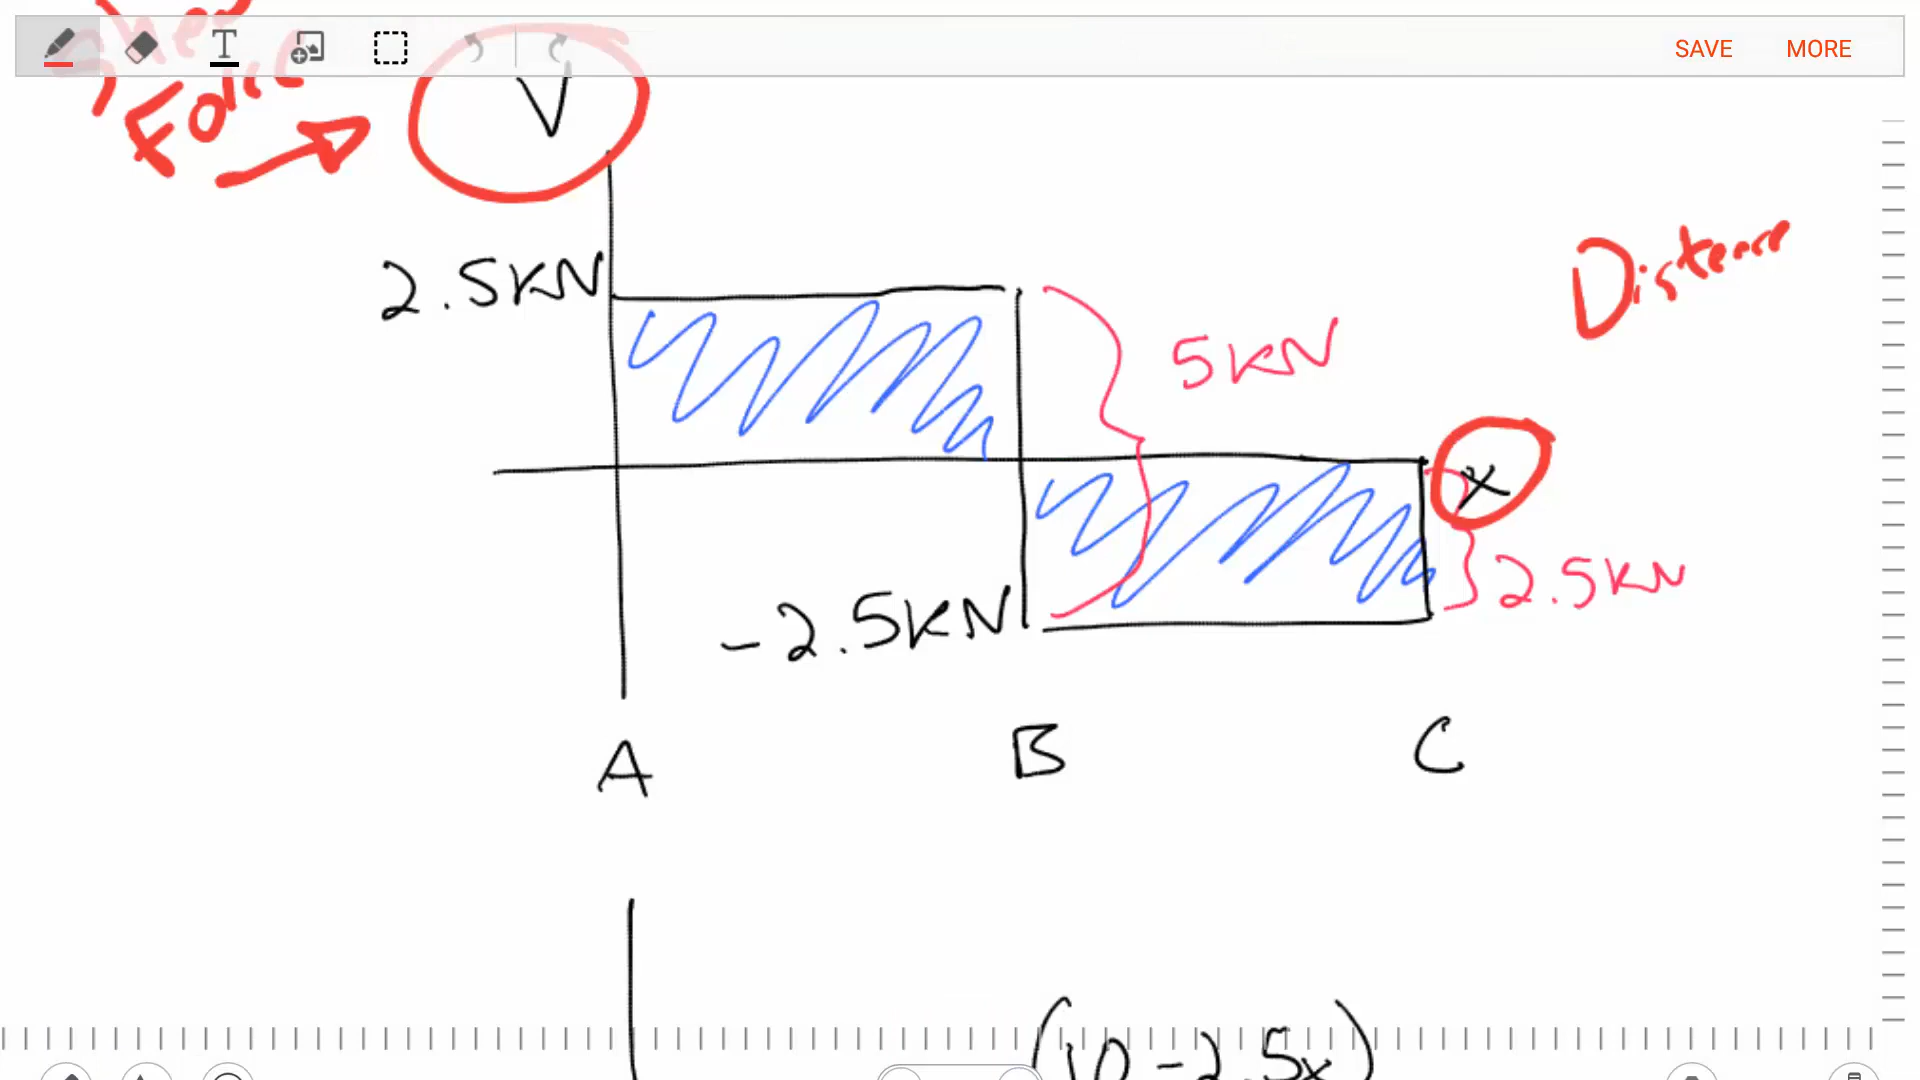 T SAVE MORE
Force
V
Distance
2.5KN
5KN
X
2.5KN
-2.5KN
A B C
(10-2.5x)